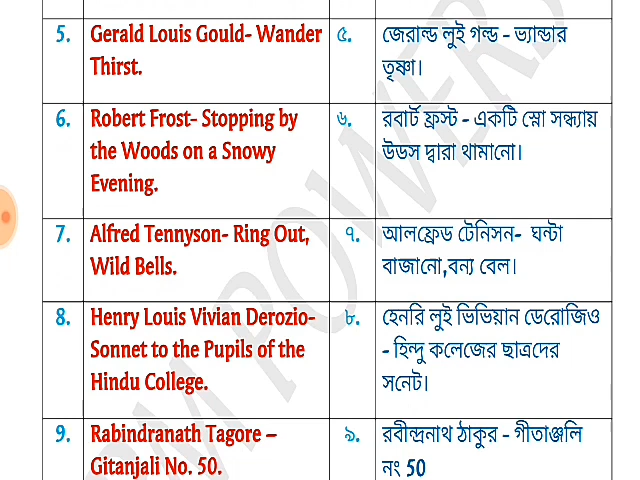 5. Gerald Louis Gould- Wander ৫. জেরাল্ড লুই গল্ড - ভ্যান্ডার
Thirst. তৃষ্ণা।
6. Robert Frost- Stopping by ৬. রবার্ট ফ্রস্ট - একটি স্নো সন্ধ্যায়
the Woods on a Snowy উডস দ্বারা থামানো।
Evening.
7. Alfred Tennyson- Ring Out, ৭. আলফ্রেড টেনিসন- ঘন্টা
Wild Bells. বাজানো,বন্য বেল।
8. Henry Louis Vivian Derozio- ৮. হেনরি লুই ভিভিয়ান ডেরোজিও
Sonnet to the Pupils of the - হিন্দু কলেজের ছাত্রদের
Hindu College. সনেট।
9. Rabindranath Tagore – ৯. রবীন্দ্রনাথ ঠাকুর - গীতাঞ্জলি
Gitanjali No. 50. নং 50